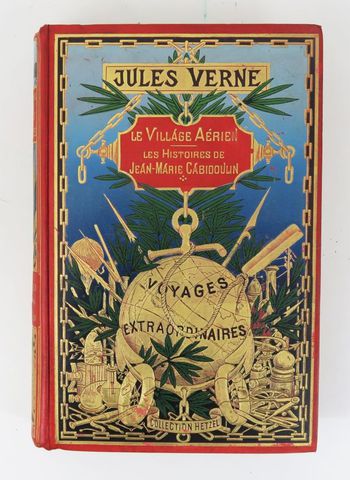 JULES VERNE
LE VILLAGE AÉRIEN
LES HISTOIRES DE
JEAN-MARIE CABIDOULIN
VOYAGES
EXTRAORDINAIRES
COLLECTION HETZEL